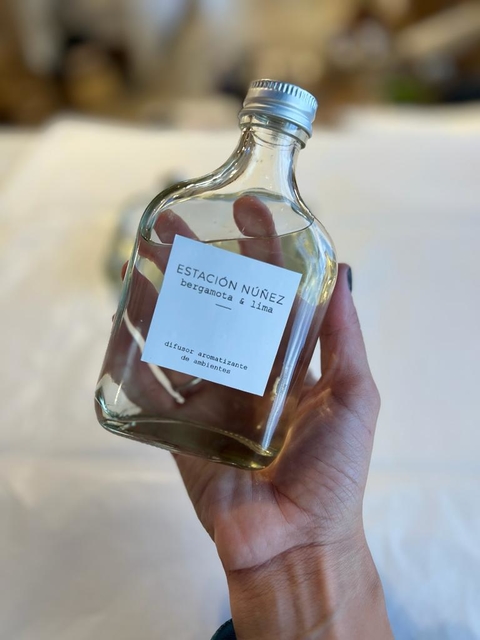 ESTACIÓN NÚÑEZ
bergamota & lima
difusor aromatizante
de ambientes